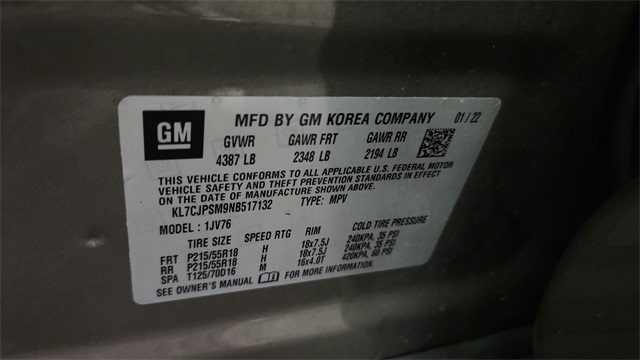 GM
MFD BY GM KOREA COMPANY 01/22
GVWR GAWR FRT GAWR RR
4387 LB 2348 LB 2194 LB
THIS VEHICLE CONFORMS TO ALL APPLICABLE U.S. FEDERAL MOTOR
VEHICLE SAFETY AND THEFT PREVENTION STANDARDS IN EFFECT
ON THE DATE OF MANUFACTURE SHOWN ABOVE.
KL7CJPSM9NB517132 TYPE: MPV
MODEL: 1JV76
TIRE SIZE SPEED RTG RIM COLD TIRE PRESSURE
FRT P215/55R18 H 18x7.5J 240KPA, 35 PSI
RR P215/55R18 H 18x7.5J 240KPA, 35 PSI
SPA T125/70D16 M 16x4.0T 420KPA, 60 PSI
SEE OWNER'S MANUAL FOR MORE INFORMATION.